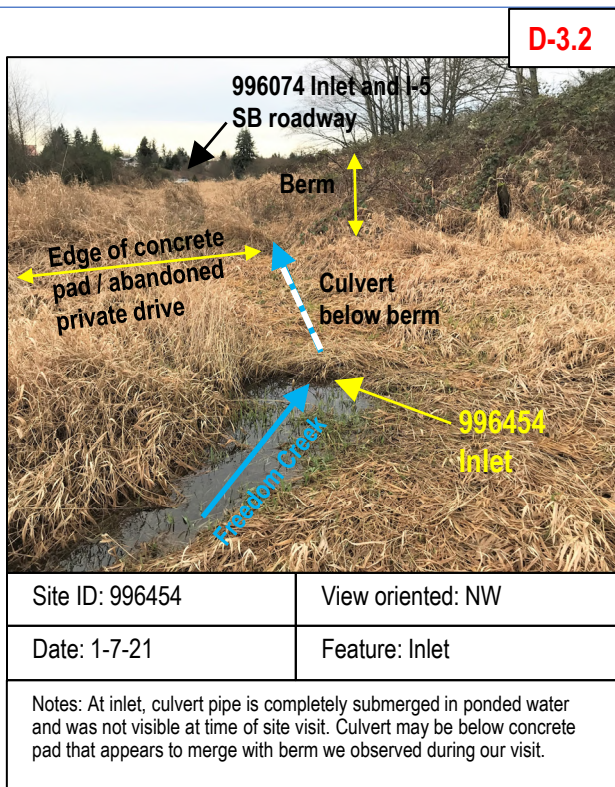 D-3.2
996074 Inlet and I-5
SB roadway
Berm
Edge of concrete
pad / abandoned
private drive
Culvert
below berm
996454
Inlet
Freedom Creek
Site ID: 996454
View oriented: NW
Date: 1-7-21
Feature: Inlet
Notes: At inlet, culvert pipe is completely submerged in ponded water
and was not visible at time of site visit. Culvert may be below concrete
pad that appears to merge with berm we observed during our visit.